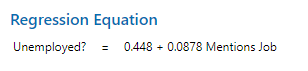 Regression Equation
Unemployed? = 0.448 + 0.0878 Mentions Job